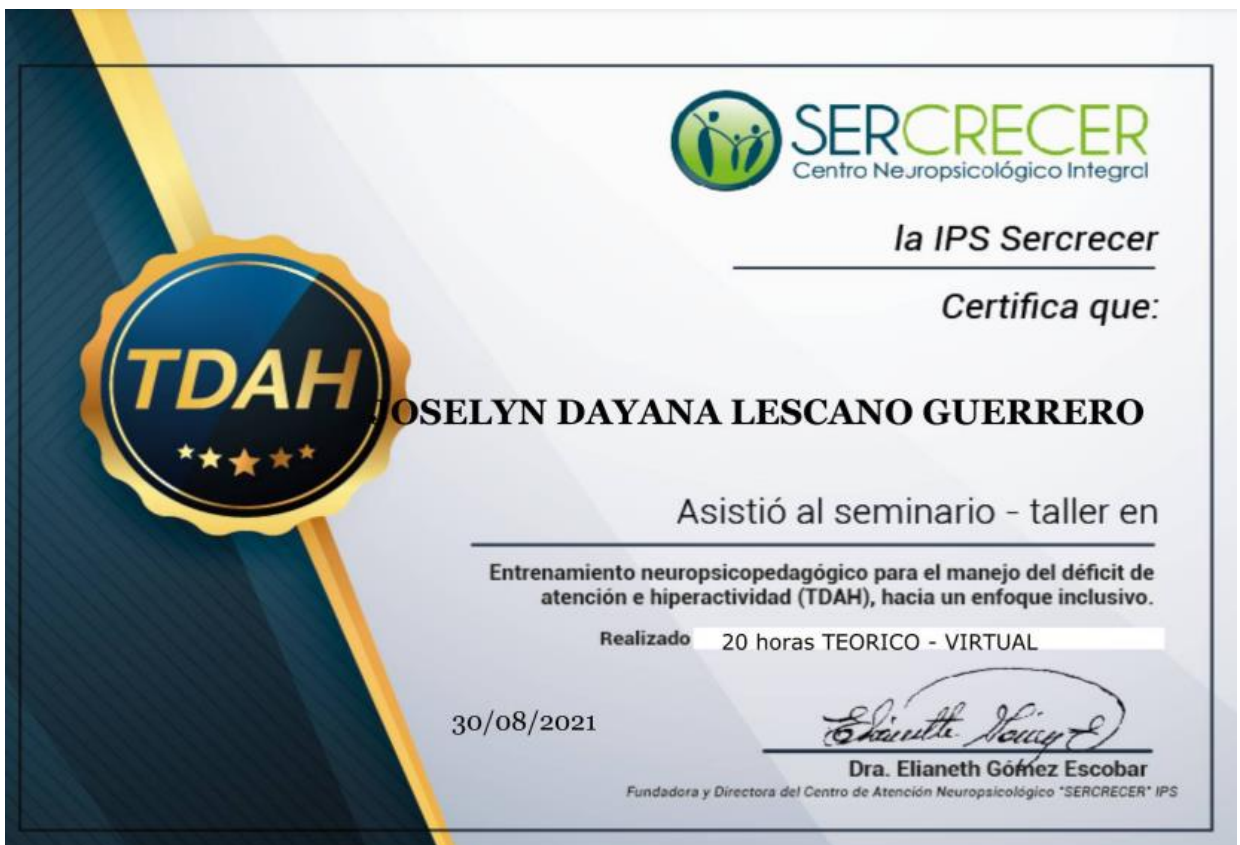 SERCRECER
Centro Neuropsicológico Integral
la IPS Sercrecer
Certifica que:
TDAH
JOSELYN DAYANA LESCANO GUERRERO
Asistió al seminario - taller en
Entrenamiento neuropsicopedagógico para el manejo del déficit de
atención e hiperactividad (TDAH), hacia un enfoque inclusivo.
Realizado 20 horas TEORICO - VIRTUAL
30/08/2021
Elianeth Gómez E
Dra. Elianeth Gómez Escobar
Fundadora y Directora del Centro de Atención Neuropsicológico "SERCRECER" IPS